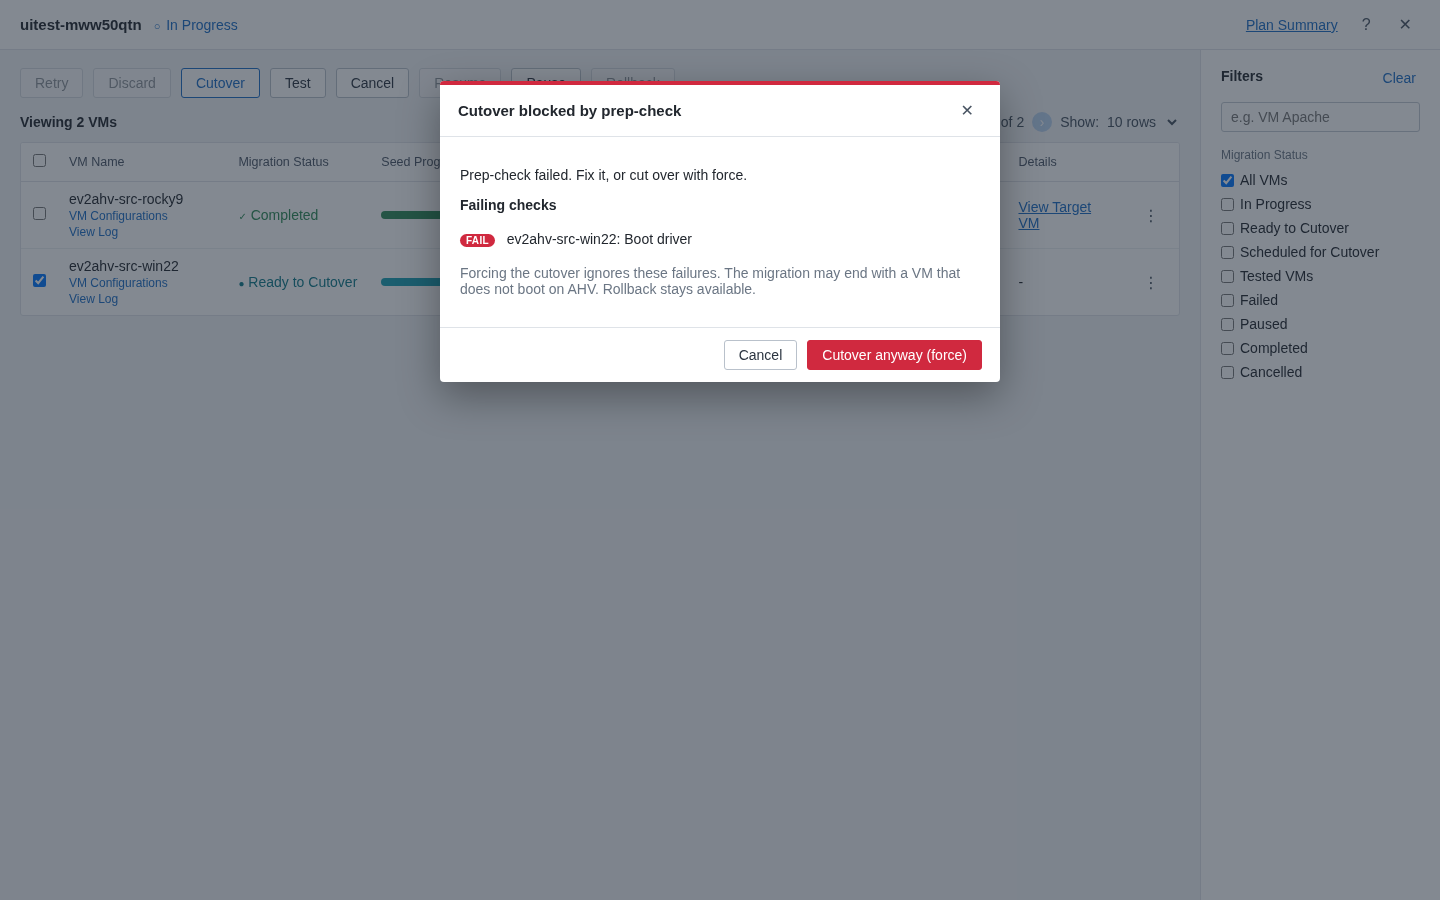 uitest-mww50qtn
In Progress
Plan Summary
?
Retry
Discard
Cutover
Test
Cancel
Viewing 2 VMs
of 2
Show:
10 rows
VM Name
Migration Status
Seed Prog
Details
ev2ahv-src-rocky9
VM Configurations
View Log
Completed
View Target
VM
ev2ahv-src-win22
VM Configurations
View Log
Ready to Cutover
-
Cutover blocked by prep-check
Prep-check failed. Fix it, or cut over with force.
Failing checks
FAIL
ev2ahv-src-win22: Boot driver
Forcing the cutover ignores these failures. The migration may end with a VM that
does not boot on AHV. Rollback stays available.
Cancel
Cutover anyway (force)
Filters
Clear
e.g. VM Apache
Migration Status
All VMs
In Progress
Ready to Cutover
Scheduled for Cutover
Tested VMs
Failed
Paused
Completed
Cancelled